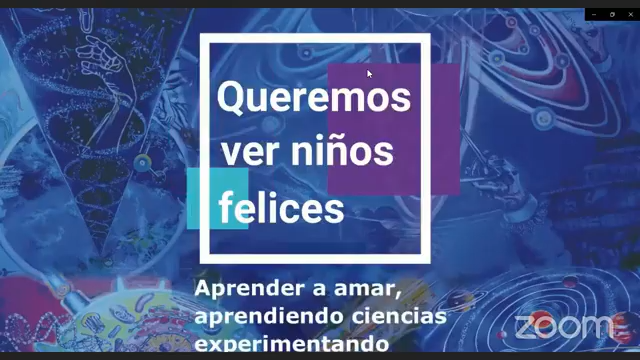 Queremos
ver niños
felices
Aprender a amar,
aprendiendo ciencias
experimentando
zoom